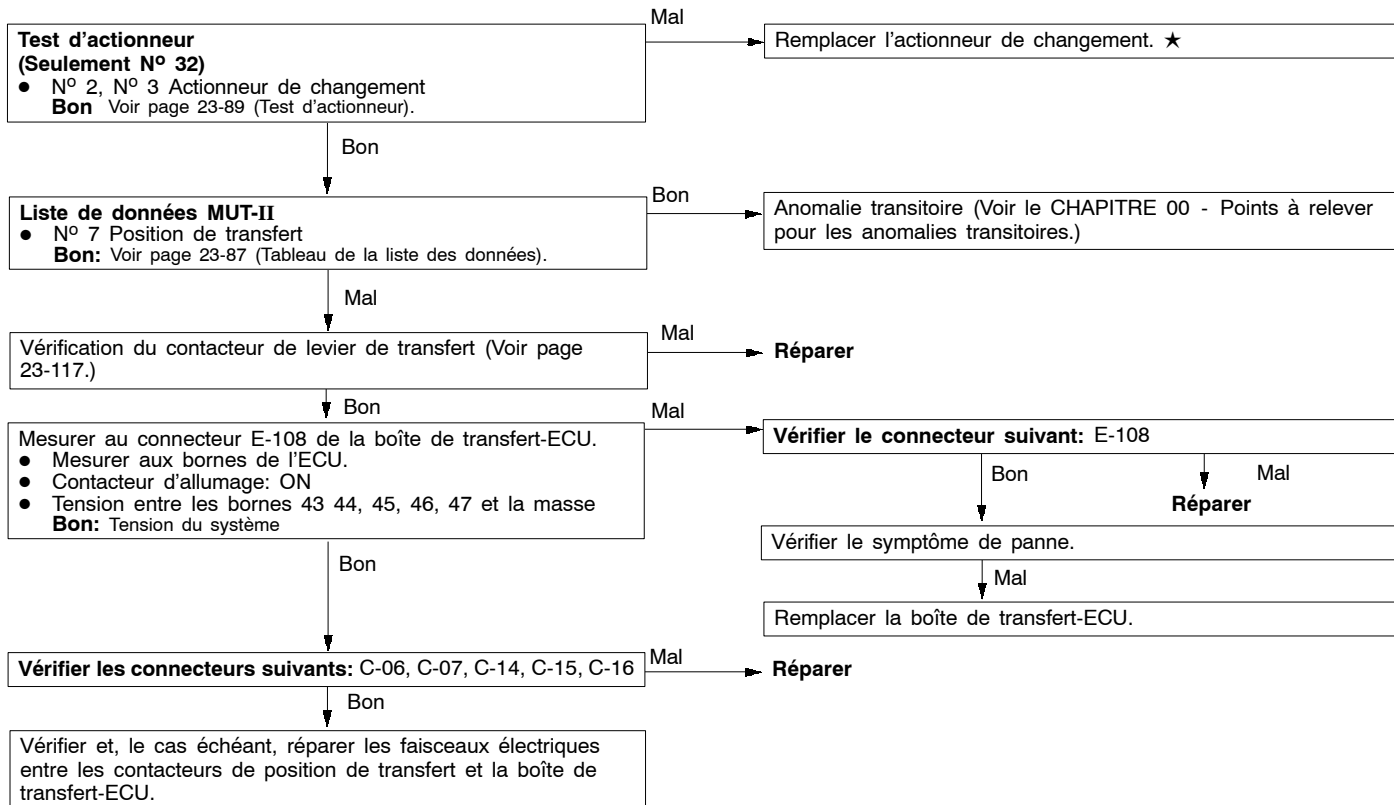 Test d'actionneur
(Seulement Nº 32)
● Nº 2, Nº 3 Actionneur de changement
Bon Voir page 23-89 (Test d'actionneur).
Mal
Remplacer l'actionneur de changement. ★
Bon
Liste de données MUT-II
● Nº 7 Position de transfert
Bon: Voir page 23-87 (Tableau de la liste des données).
Bon
Anomalie transitoire (Voir le CHAPITRE 00 - Points à relever
pour les anomalies transitoires.)
Mal
Vérification du contacteur de levier de transfert (Voir page
23-117.)
Mal
Réparer
Bon
Mesurer au connecteur E-108 de la boîte de transfert-ECU.
● Mesurer aux bornes de l'ECU.
● Contacteur d'allumage: ON
● Tension entre les bornes 43 44, 45, 46, 47 et la masse
Bon: Tension du système
Mal
Vérifier le connecteur suivant: E-108
Bon
Mal
Réparer
Vérifier le symptôme de panne.
Mal
Remplacer la boîte de transfert-ECU.
Bon
Vérifier les connecteurs suivants: C-06, C-07, C-14, C-15, C-16
Mal
Réparer
Bon
Vérifier et, le cas échéant, réparer les faisceaux électriques
entre les contacteurs de position de transfert et la boîte de
transfert-ECU.